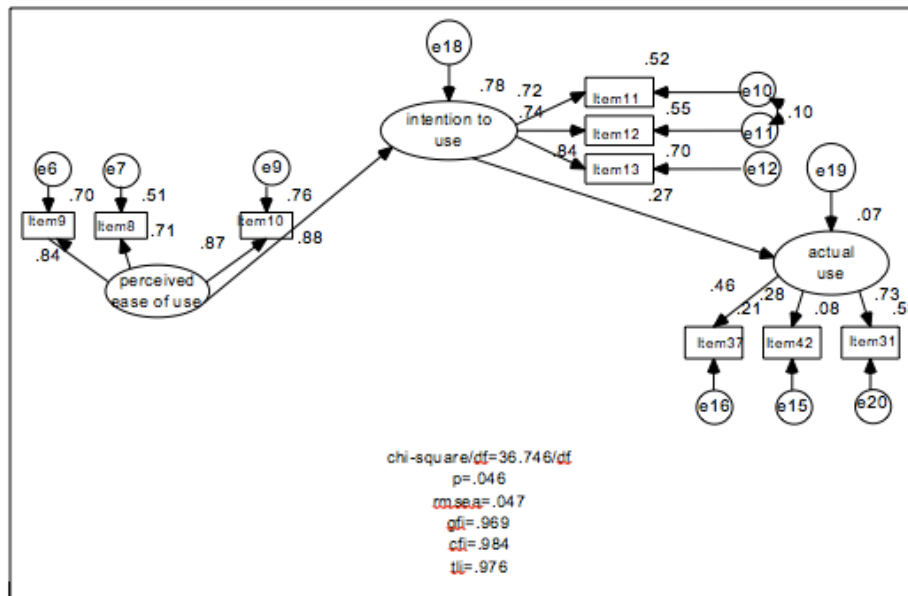 e18
.52
.78
.72
e10
Item11
.74
.55
.10
intention to
use
Item12
e11
.84
.70
Item13
e12
e6
e7
e9
e19
.70
.51
.76
.27
.07
Item9
Item8
.71
Item10
.88
.87
.84
actual
use
perceived
ease of use
.46
.28
.73
.21
.08
.5
Item37
Item42
Item31
e16
e15
e20
chi-square/df=36.746/df
p=.046
rmsea=.047
gfi=.969
cfi=.984
tli=.976